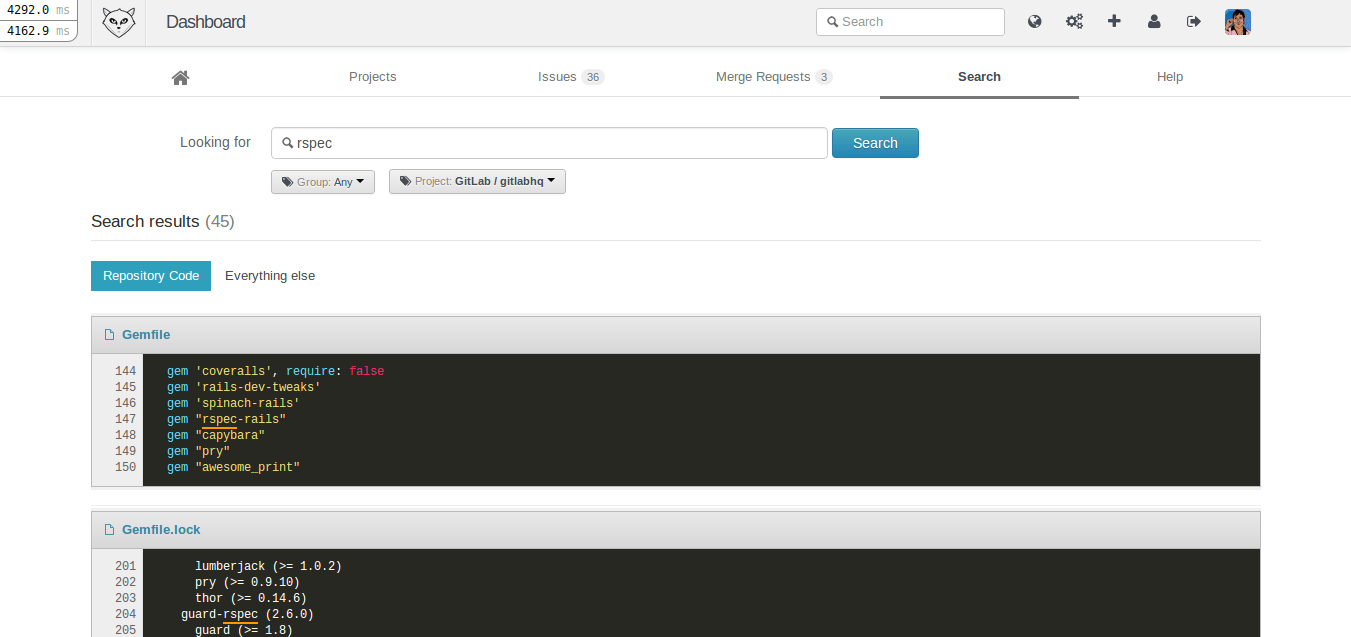 4292.0 ms
4162.9 ms
Dashboard
Search
Projects
Issues 36
Merge Requests 3
Search
Help
Looking for
rspec
Search
Group: Any
Project: GitLab / gitlabhq
Search results (45)
Repository Code
Everything else
Gemfile
144 gem 'coveralls', require: false
145 gem 'rails-dev-tweaks'
146 gem 'spinach-rails'
147 gem "rspec-rails"
148 gem "capybara"
149 gem "pry"
150 gem "awesome_print"
Gemfile.lock
201 lumberjack (>= 1.0.2)
202 pry (>= 0.9.10)
203 thor (>= 0.14.6)
204 guard-rspec (2.6.0)
205 guard (>= 1.8)